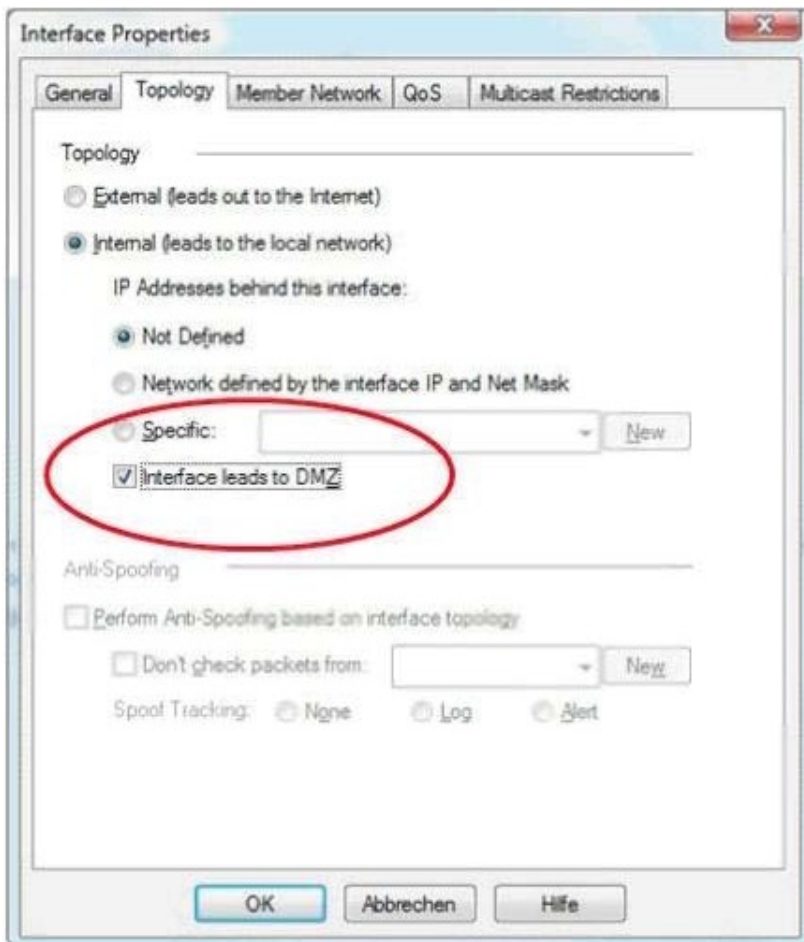 Interface Properties
General Topology Member Network QoS Multicast Restrictions
Topology
External (leads out to the Internet)
Internal (leads to the local network)
IP Addresses behind this interface:
Not Defined
Network defined by the interface IP and Net Mask
Specific: New
Interface leads to DMZ
Anti-Spoofing
Perform Anti-Spoofing based on interface topology
Don't check packets from: New
Spoof Tracking: None Log Alert
OK Abbrechen Hilfe